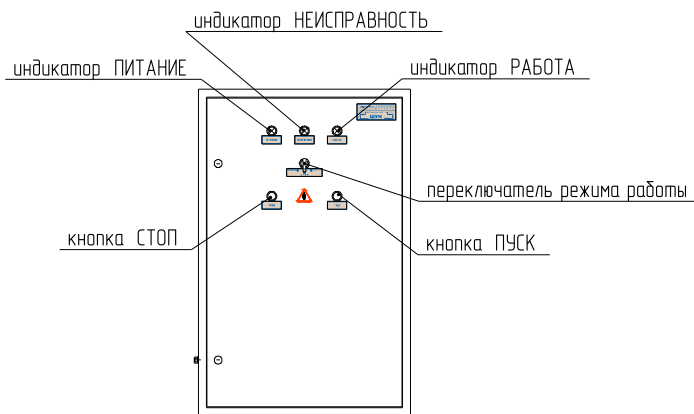 индикатор НЕИСПРАВНОСТЬ
индикатор ПИТАНИЕ
индикатор РАБОТА
переключатель режима работы
кнопка СТОП
кнопка ПУСК